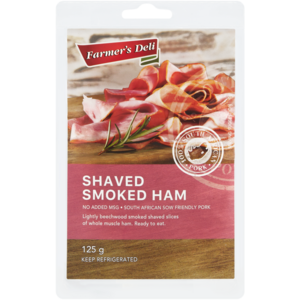 Farmer's Deli
SHAVED
SMOKED HAM
NO ADDED MSG • SOUTH AFRICAN SOW FRIENDLY PORK
Lightly beechwood smoked shaved slices
of whole muscle ham. Ready to eat.
125 g
KEEP REFRIGERATED
PORK